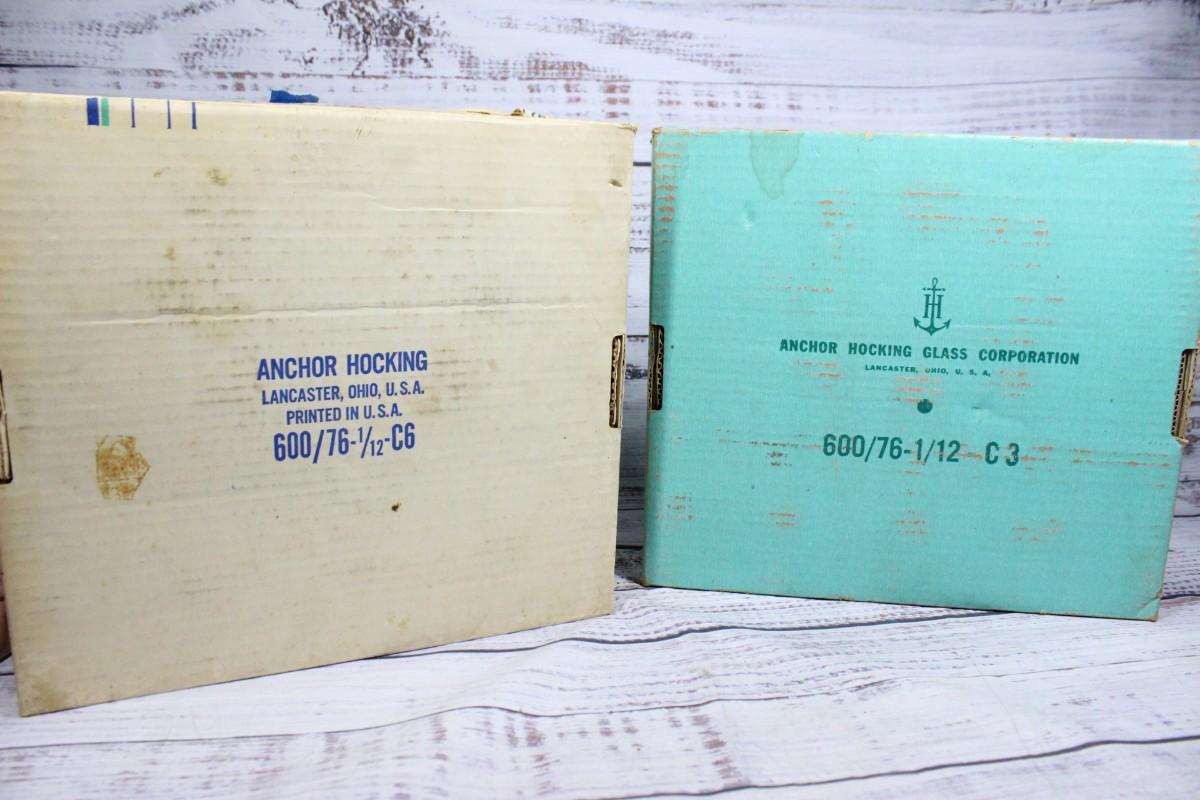 ANCHOR HOCKING
LANCASTER, OHIO, U.S.A.
PRINTED IN U.S.A.
600/76-1/12-C6
H
ANCHOR HOCKING GLASS CORPORATION
LANCASTER, OHIO, U. S. A.
600/76-1/12 C3